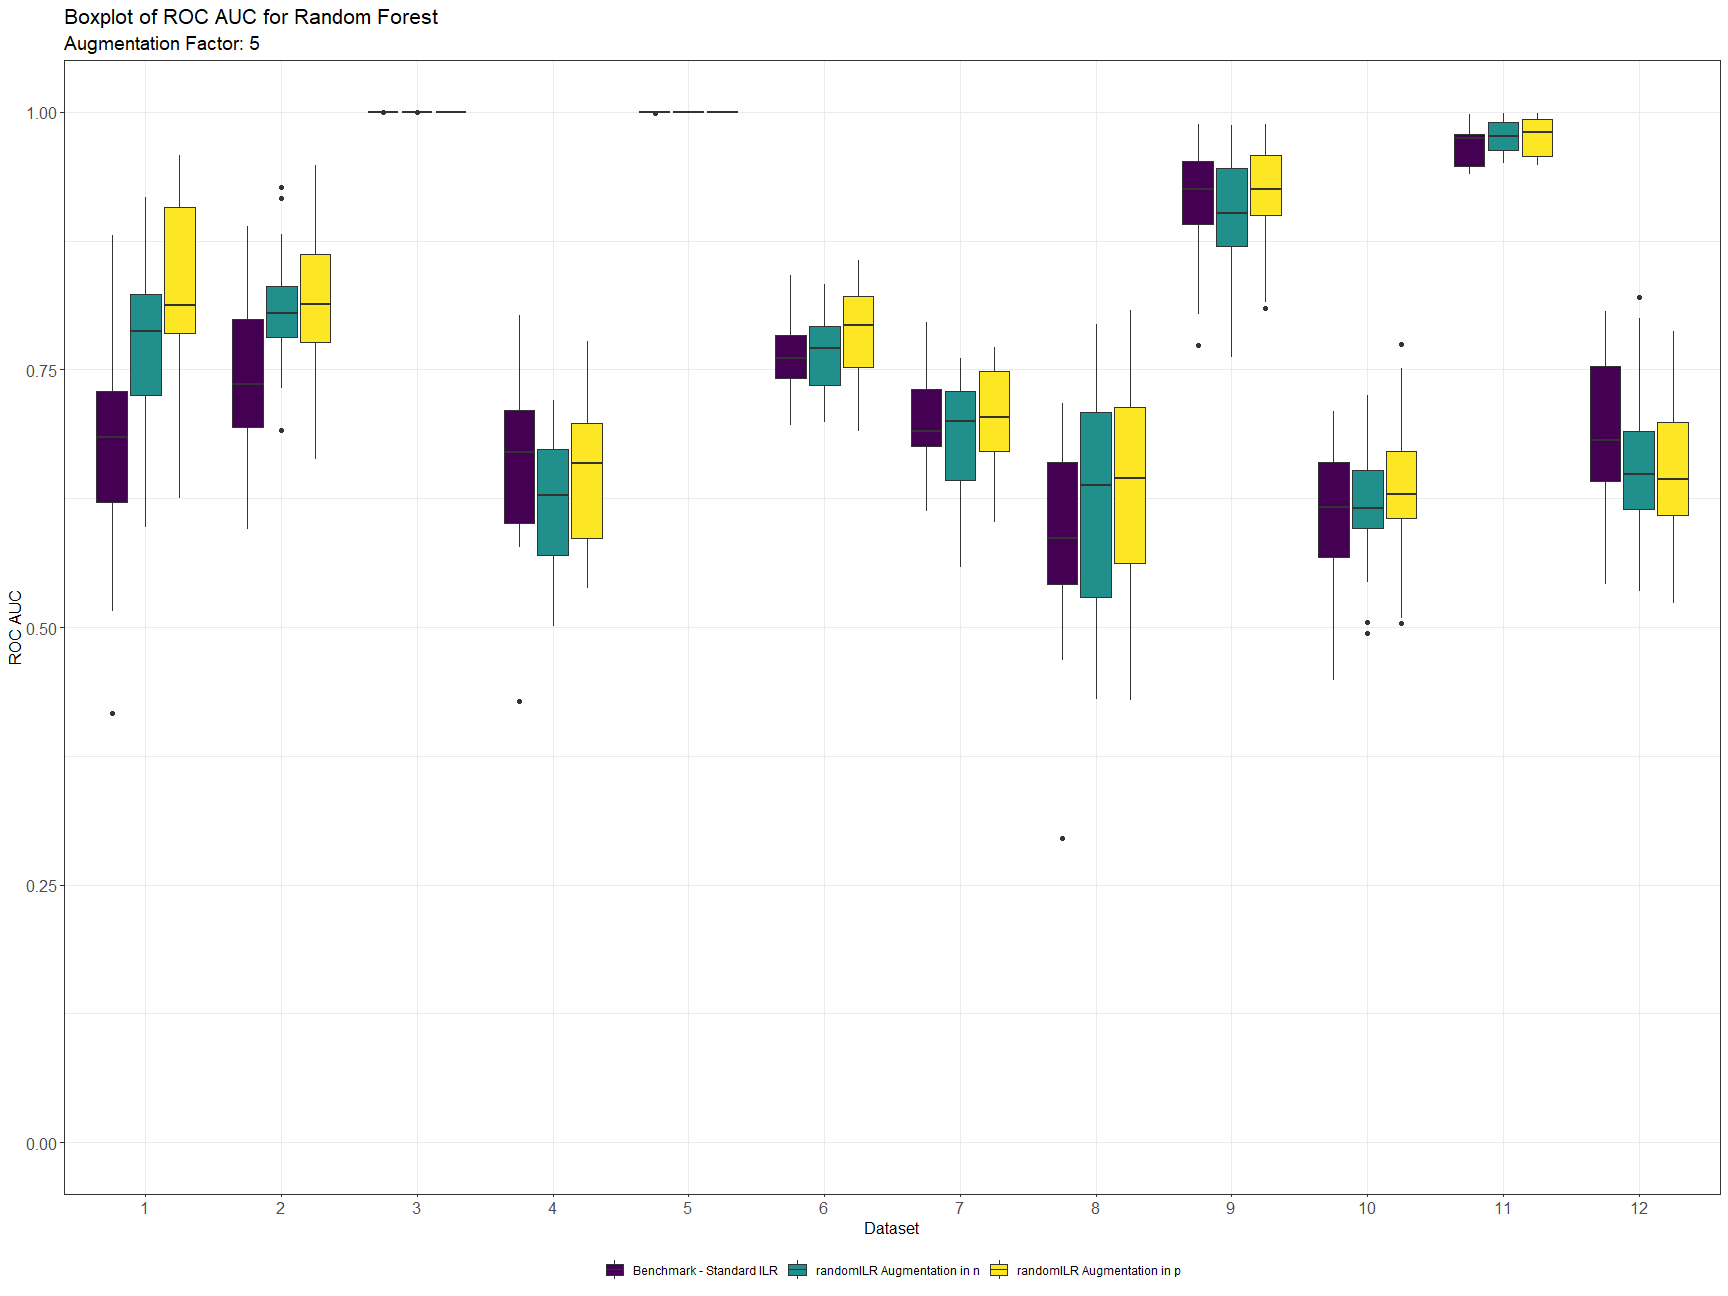 Boxplot of ROC AUC for Random Forest
Augmentation Factor: 5
ROC AUC
1.00
0.75
0.50
0.25
0.00
1 2 3 4 5 6 7 8 9 10 11 12
Dataset
Benchmark - Standard ILR randomILR Augmentation in n randomILR Augmentation in p